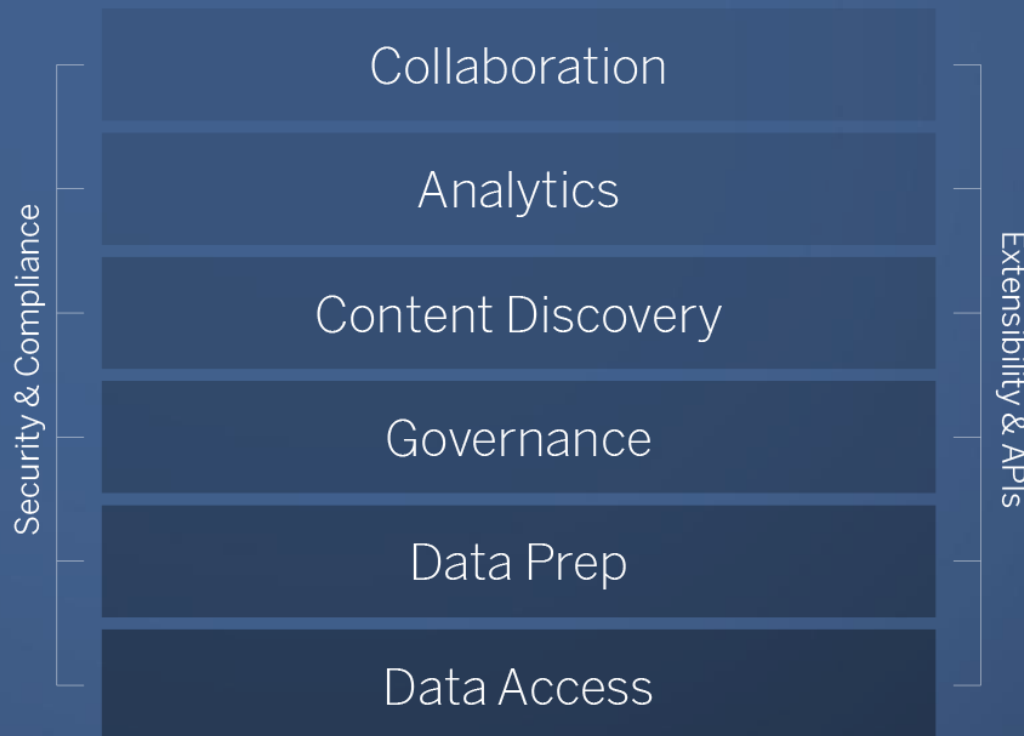 Collaboration
Analytics
Content Discovery
Governance
Data Prep
Data Access
Security & Compliance
Extensibility & APIs